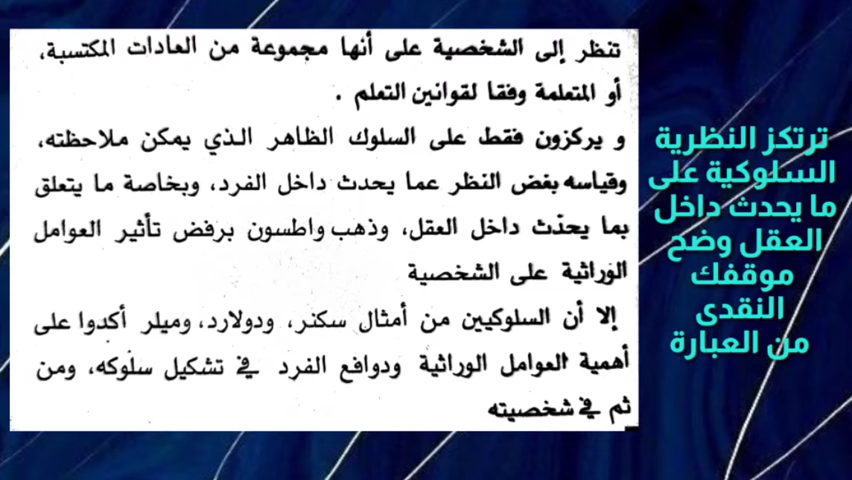 تنظر إلى الشخصية على أنها مجموعة من العادات المكتسبة،
أو المتعلمة وفقا لقوانين التعلم .
و يركزون فقط على السلوك الظاهر الذي يمكن ملاحظته،
وقياسه بغض النظر عما يحدث داخل الفرد، وبخاصة ما يتعلق
بما يحدّث داخل العقل، وذهب واطسون برفض تأثير العوامل
الوراثية على الشخصية
إلا أن السلوكيين من أمثال سكنر، ودولارد، وميلر أكدوا على
أهمية العوامل الوراثية ودوافع الفرد في تشكيل سلوكه، ومن
ثم في شخصيته
ترتكز النظرية
السلوكية على
ما يحدث داخل
العقل وضح
موقفك
النقدى
من العبارة